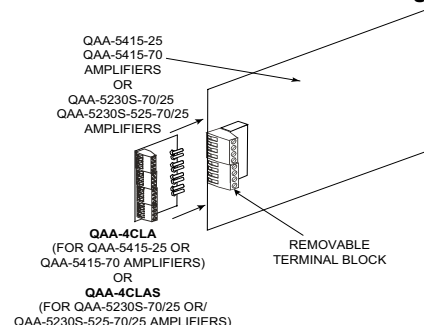 QAA-5415-25
QAA-5415-70
AMPLIFIERS
OR
QAA-5230S-70/25
QAA-5230S-525-70/25
AMPLIFIERS
QAA-4CLA
(FOR QAA-5415-25 OR
QAA-5415-70 AMPLIFIERS)
OR
QAA-4CLAS
(FOR QAA-5230S-70/25 OR/
QAA-5230S-525-70/25 AMPLIFIERS)
REMOVABLE
TERMINAL BLOCK